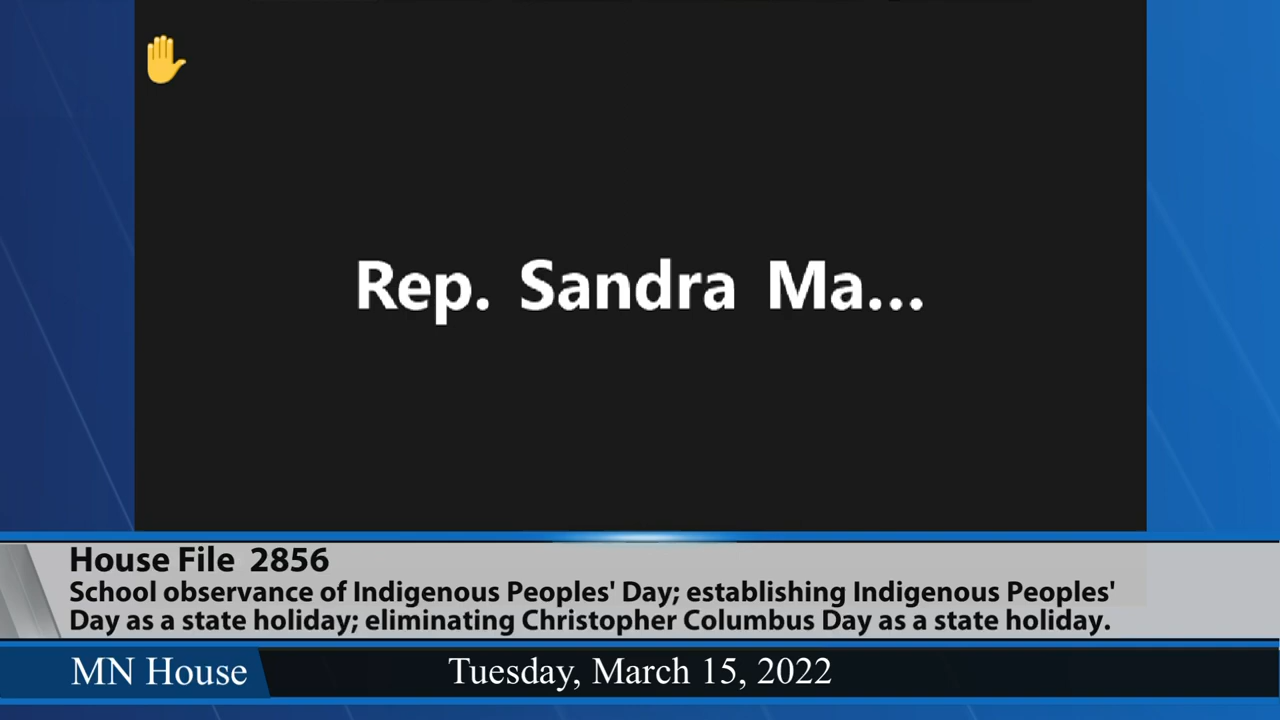 Rep. Sandra Ma...
House File 2856
School observance of Indigenous Peoples' Day; establishing Indigenous Peoples'
Day as a state holiday; eliminating Christopher Columbus Day as a state holiday.
MN House
Tuesday, March 15, 2022